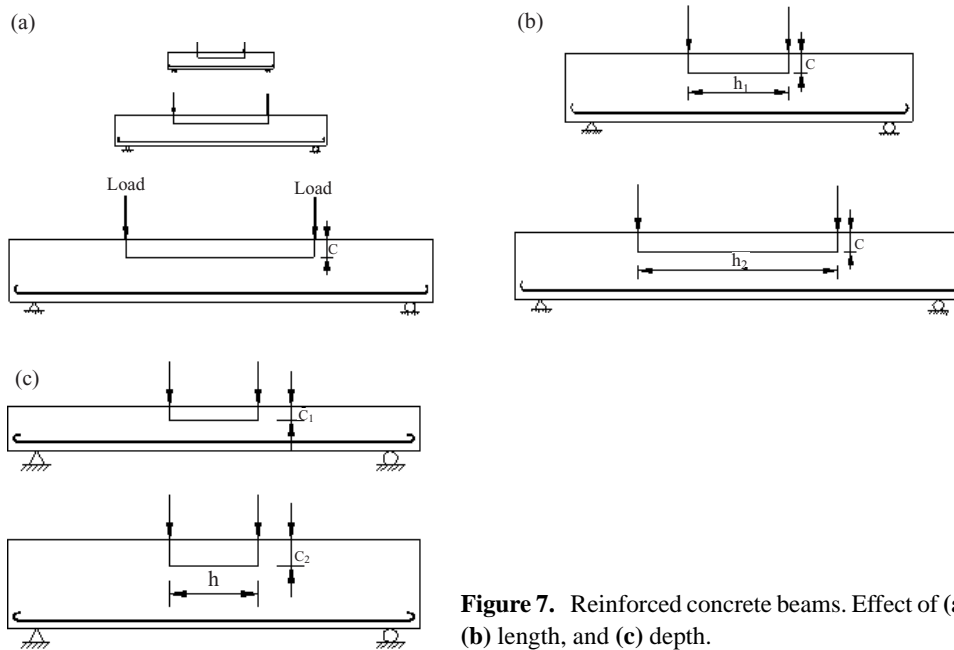 (a)
Load
Load
C
(b)
C
h₁
C
h₂
(c)
C₁
C₂
h
Figure 7. Reinforced concrete beams. Effect of (a
(b) length, and (c) depth.